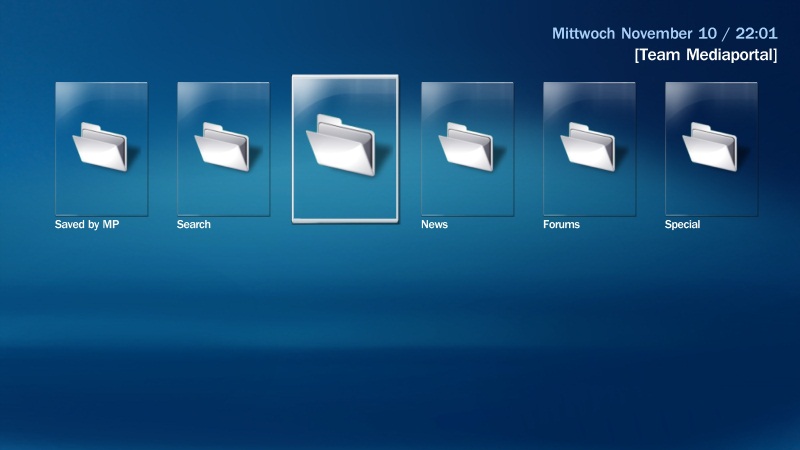 Mittwoch November 10 / 22:01
[Team Mediaportal]
Saved by MP
Search
News
Forums
Special